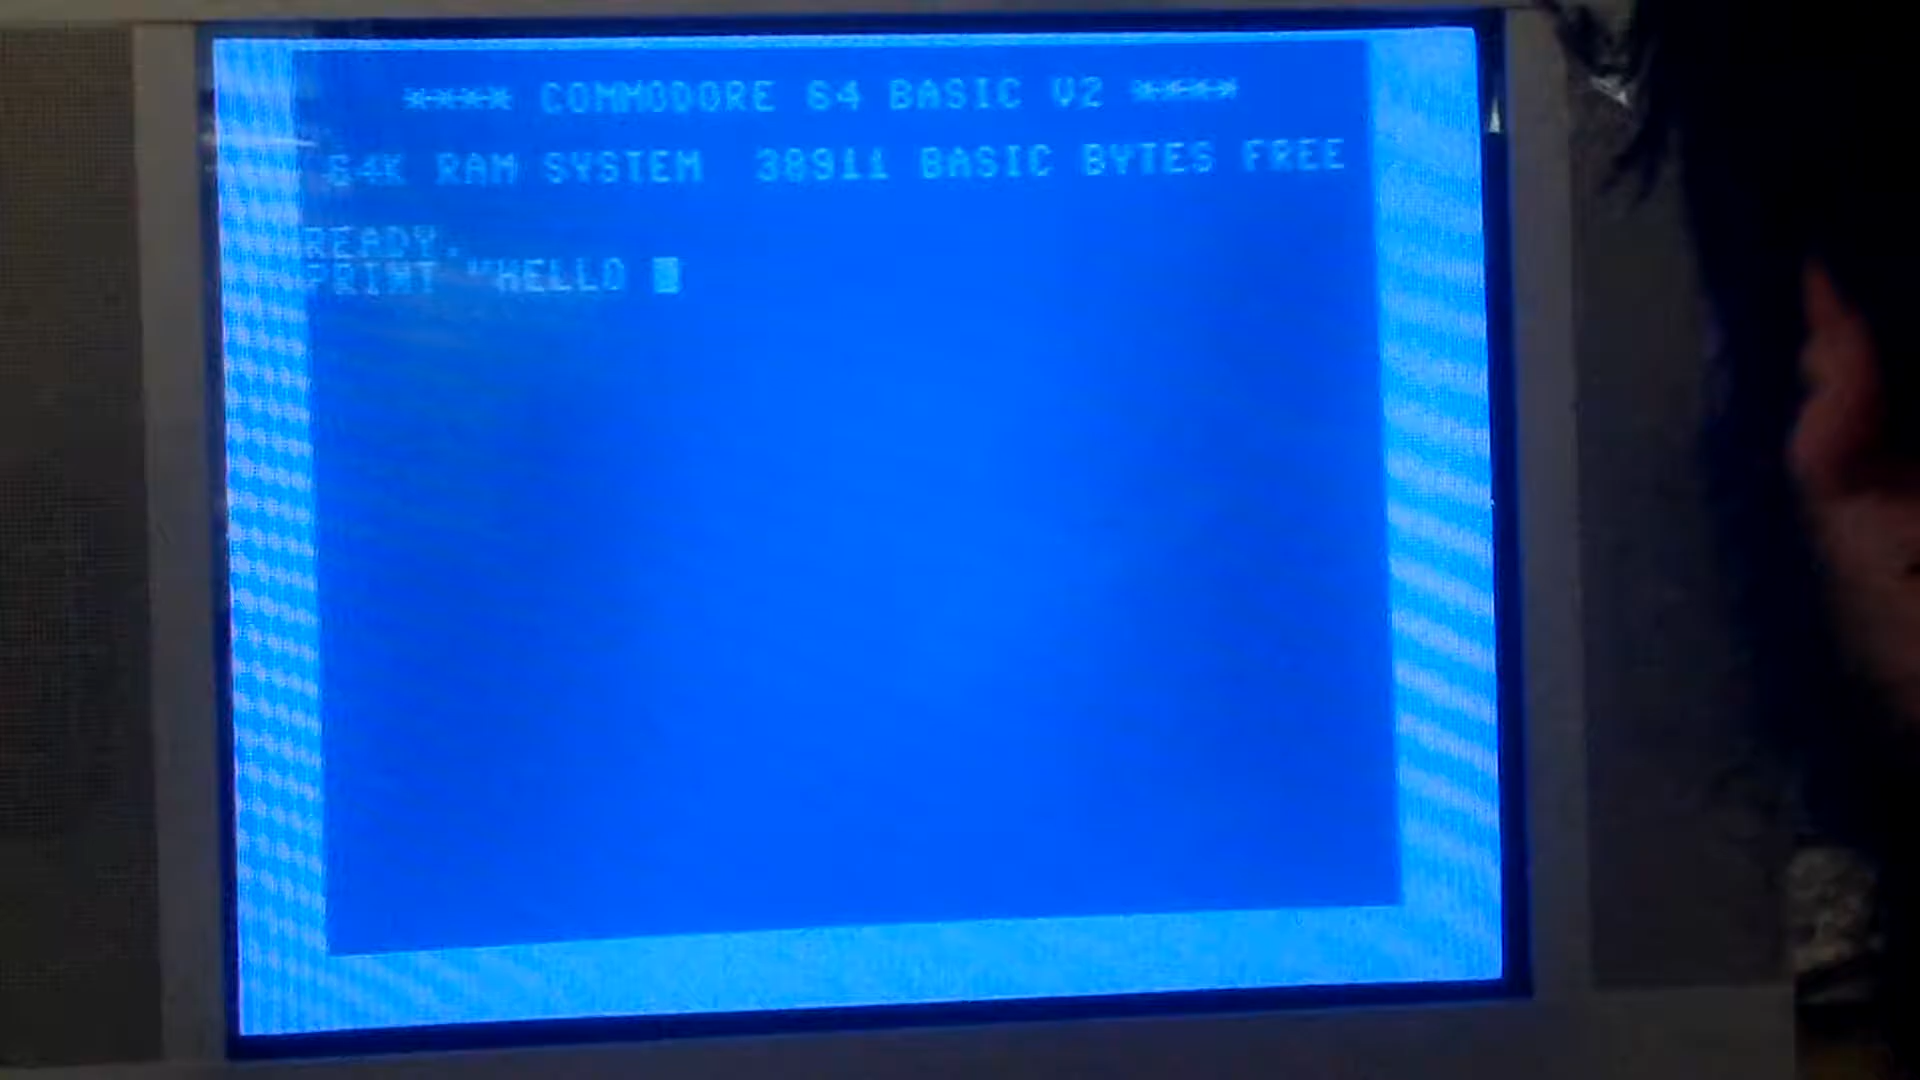 **** COMMODORE 64 BASIC V2 ****
64K RAM SYSTEM  38911 BASIC BYTES FREE
READY.
PRINT "HELLO